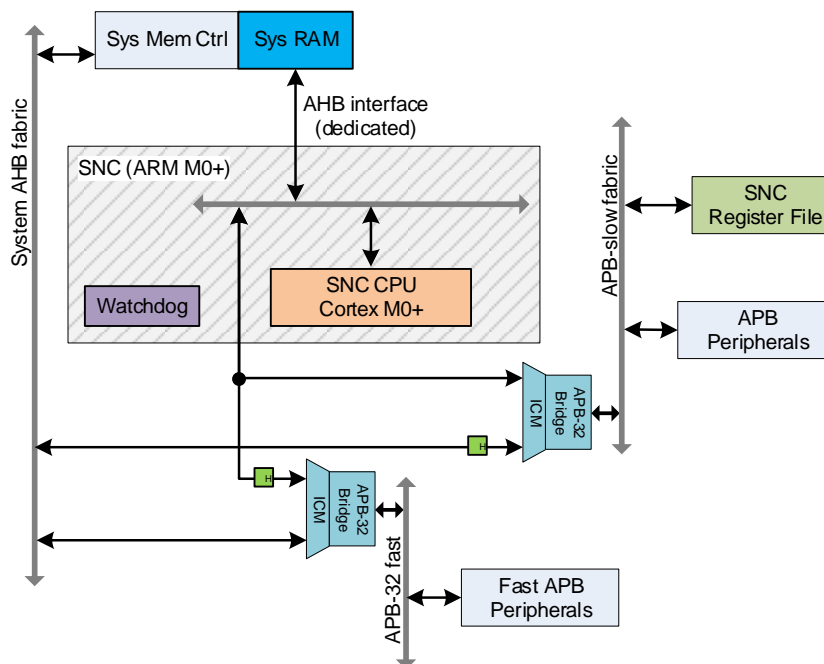 Sys Mem Ctrl
Sys RAM
AHB interface
(dedicated)
System AHB fabric
SNC (ARM M0+)
SNC CPU
Cortex M0+
Watchdog
APB-slow fabric
SNC
Register File
APB
Peripherals
ICM
APB-32
Bridge
H
H
ICM
APB-32
Bridge
APB-32 fast
Fast APB
Peripherals